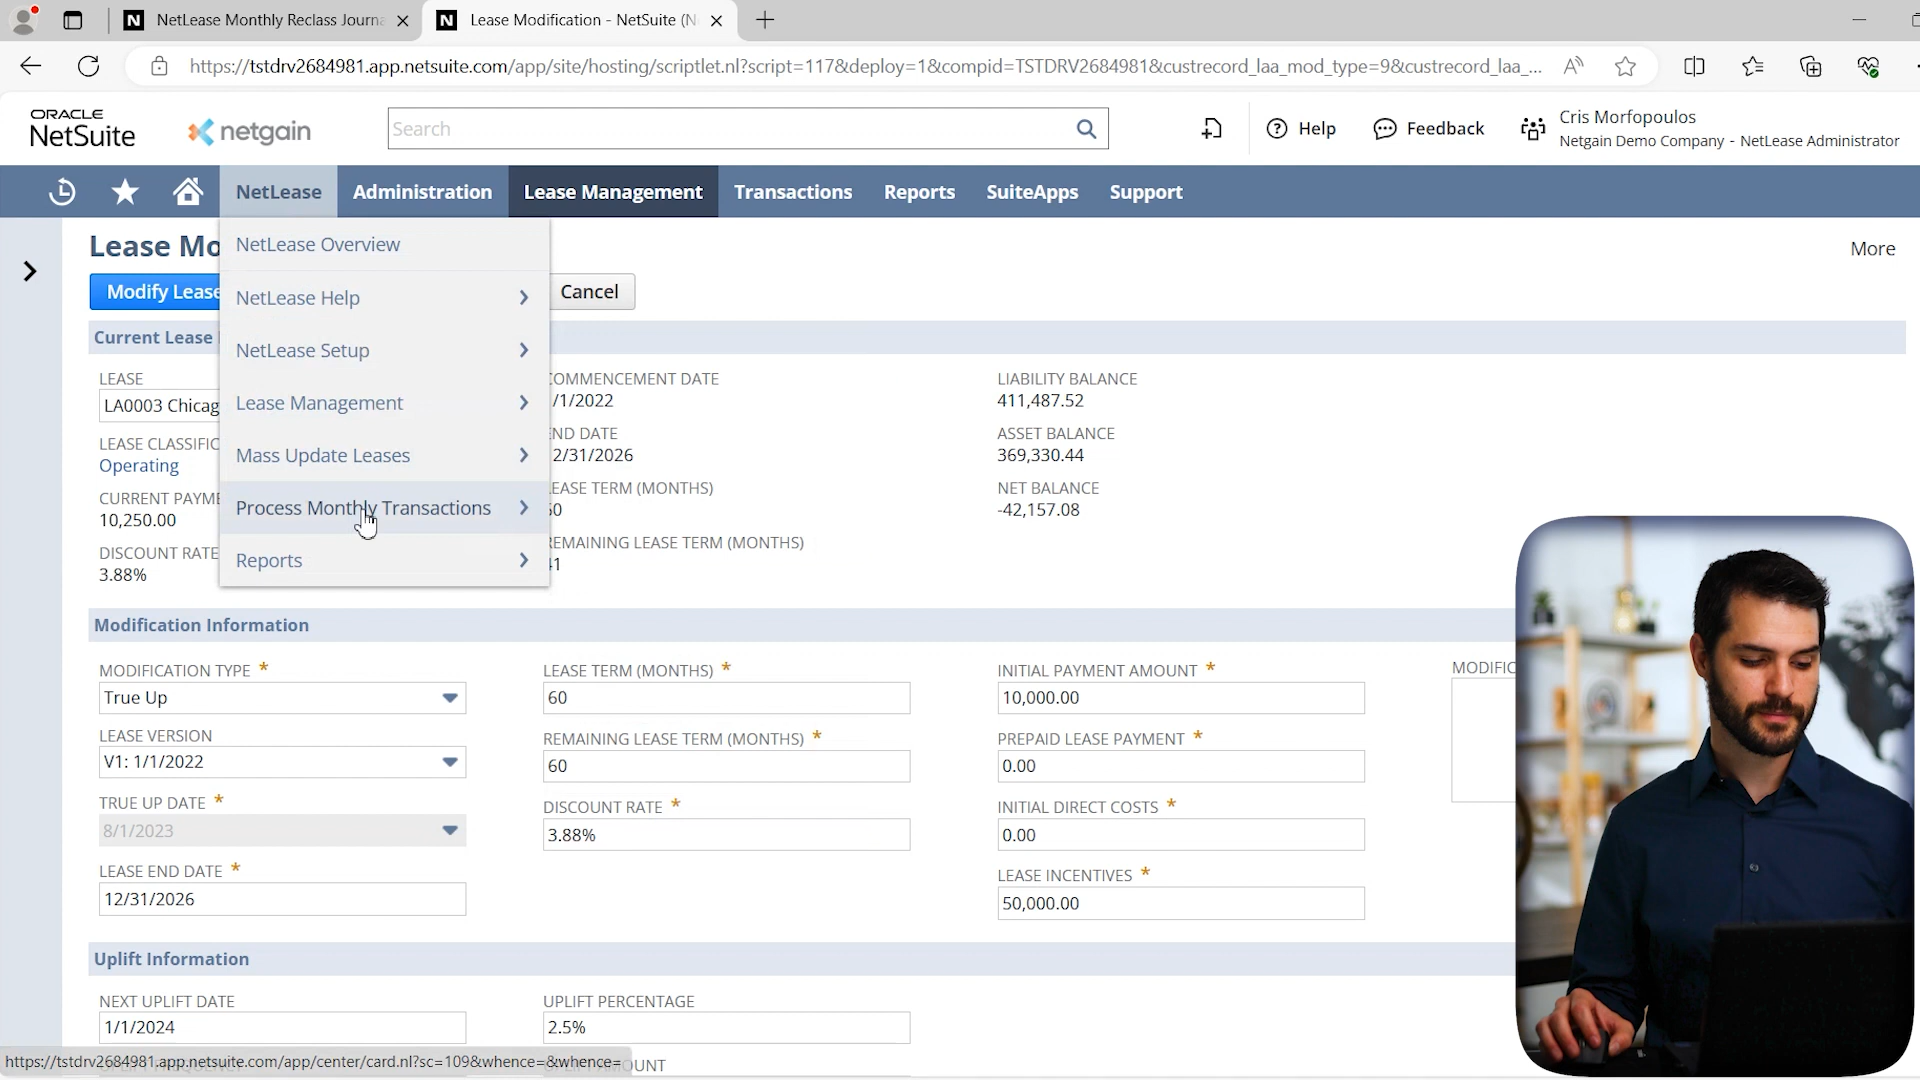 NetLease Monthly Reclass Journa
Lease Modification - NetSuite (N
https://tstdrv2684981.app.netsuite.com/app/site/hosting/scriptlet.nl?script=117&deploy=1&compid=TSTDRV2684981&custrecord_laa_mod_type=9&custrecord_laa_...
ORACLE
NetSuite
netgain
Search
Help
Feedback
Cris Morfopoulos
Netgain Demo Company - NetLease Administrator
NetLease
Administration
Lease Management
Transactions
Reports
SuiteApps
Support
Lease Mo
More
Modify Lease
Cancel
NetLease Overview
NetLease Help
NetLease Setup
Lease Management
Mass Update Leases
Process Monthly Transactions
Reports
Current Lease
LEASE
LA0003 Chicag
LEASE CLASSIFIC
Operating
CURRENT PAYME
10,250.00
DISCOUNT RATE
3.88%
COMMENCEMENT DATE
/1/2022
END DATE
2/31/2026
LEASE TERM (MONTHS)
60
REMAINING LEASE TERM (MONTHS)
41
LIABILITY BALANCE
411,487.52
ASSET BALANCE
369,330.44
NET BALANCE
-42,157.08
Modification Information
MODIFICATION TYPE *
True Up
LEASE VERSION
V1: 1/1/2022
TRUE UP DATE *
8/1/2023
LEASE END DATE *
12/31/2026
LEASE TERM (MONTHS) *
60
REMAINING LEASE TERM (MONTHS) *
60
DISCOUNT RATE *
3.88%
INITIAL PAYMENT AMOUNT *
10,000.00
PREPAID LEASE PAYMENT *
0.00
INITIAL DIRECT COSTS *
0.00
LEASE INCENTIVES *
50,000.00
MODIFIC
Uplift Information
NEXT UPLIFT DATE
1/1/2024
UPLIFT PERCENTAGE
2.5%
https://tstdrv2684981.app.netsuite.com/app/center/card.nl?sc=109&whence=&whence=